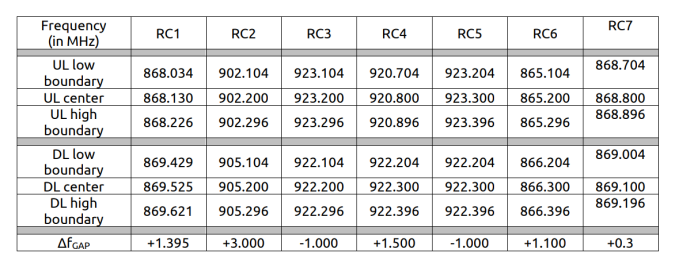 Frequency (in MHz) RC1 RC2 RC3 RC4 RC5 RC6 RC7
UL low boundary 868.034 902.104 923.104 920.704 923.204 865.104 868.704
UL center 868.130 902.200 923.200 920.800 923.300 865.200 868.800
UL high boundary 868.226 902.296 923.296 920.896 923.396 865.296 868.896
DL low boundary 869.429 905.104 922.104 922.204 922.204 866.204 869.004
DL center 869.525 905.200 922.200 922.300 922.300 866.300 869.100
DL high boundary 869.621 905.296 922.296 922.396 922.396 866.396 869.196
ΔfGAP +1.395 +3.000 -1.000 +1.500 -1.000 +1.100 +0.3